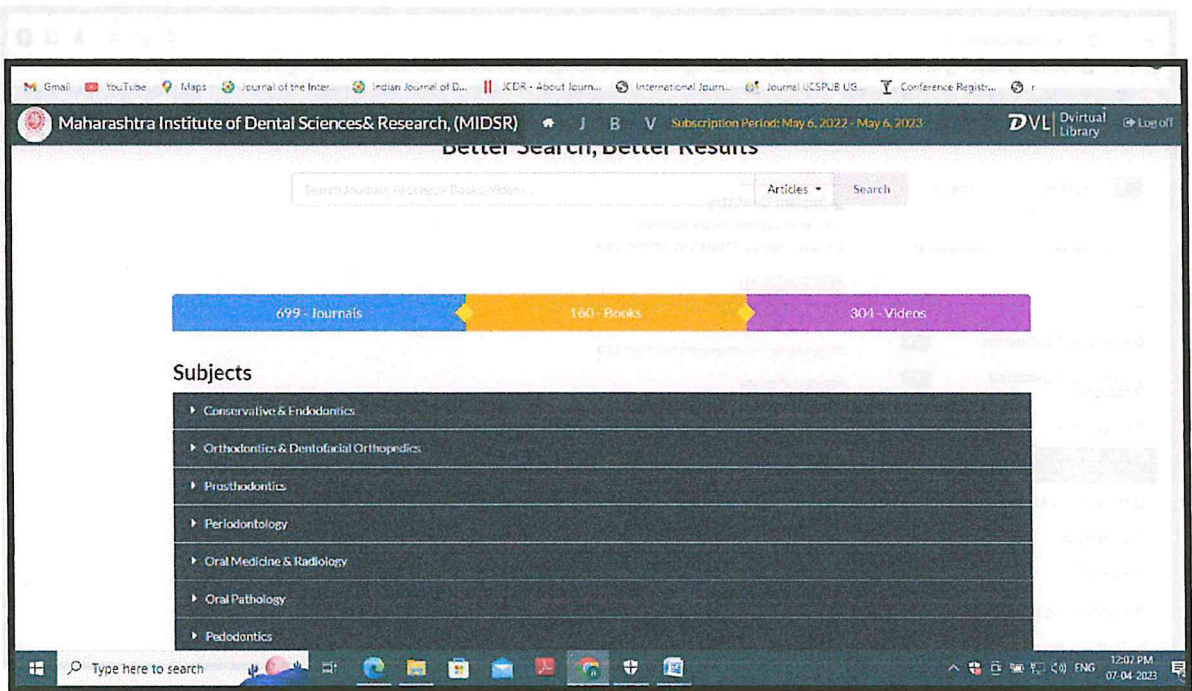 Gmail YouTube Maps Journal of the Inter... Indian Journal of D... JCDR - About Journ... International Journ... Journal UCSPUB UG... Conference Registr...
Maharashtra Institute of Dental Sciences& Research, (MIDSR) J B V Subscription Period: May 6, 2022 - May 6, 2023 DVL Dvirtual Library Log off
Better Search, Better Results
Search Journals, Articles, e-Books, Videos... Articles Search
699 - Journals 160 - Books 304 - Videos
Subjects
Conservative & Endodontics
Orthodontics & Dentofacial Orthopedics
Prosthodontics
Periodontology
Oral Medicine & Radiology
Oral Pathology
Pedodontics
Type here to search ENG 12:07 PM
07-04-2023